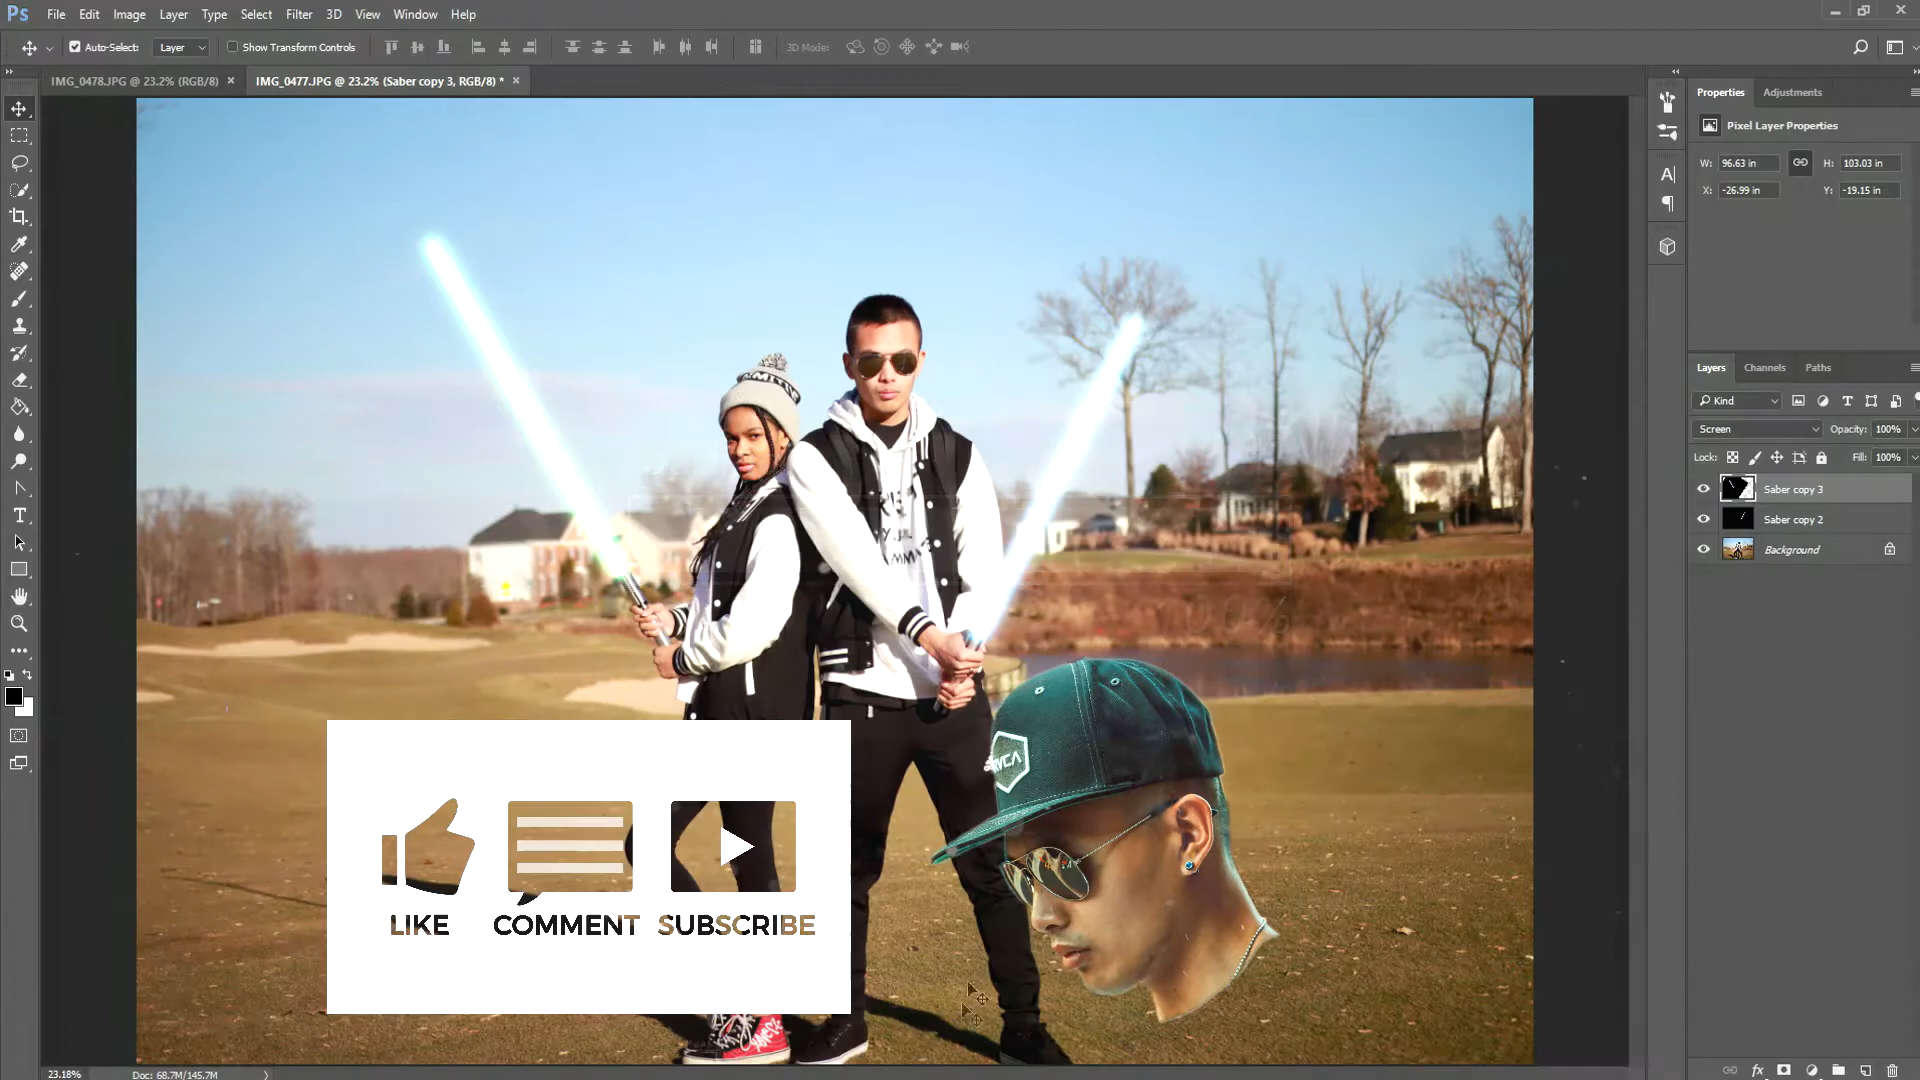 Ps File Edit Image Layer Type Select Filter 3D View Window Help
Auto-Select: Layer Show Transform Controls 3D Mode:
IMG_0478.JPG @ 23.2% (RGB/8) × IMG_0477.JPG @ 23.2% (Saber copy 3, RGB/8) * ×
Properties Adjustments
Pixel Layer Properties
W: 96.63 in H: 103.03 in
X: -26.99 in Y: -19.15 in
Layers Channels Paths
Kind
Screen Opacity: 100%
Lock: Fill: 100%
Saber copy 3
Saber copy 2
Background
100%
RVCA
LIKE COMMENT SUBSCRIBE
23.18% Doc: 68.7M/145.7M